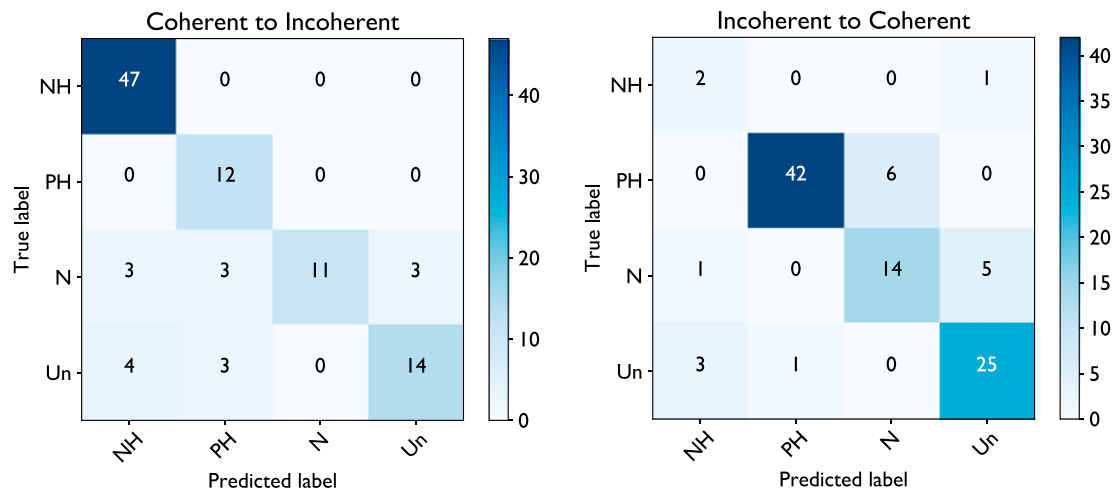 Coherent to Incoherent
NH 47 0 0 0
PH 0 12 0 0
N 3 3 11 3
Un 4 3 0 14
NH PH N Un
True label
Predicted label
40
30
20
10
0
Incoherent to Coherent
NH 2 0 0 1
PH 0 42 6 0
N 1 0 14 5
Un 3 1 0 25
NH PH N Un
True label
Predicted label
40
35
30
25
20
15
10
5
0